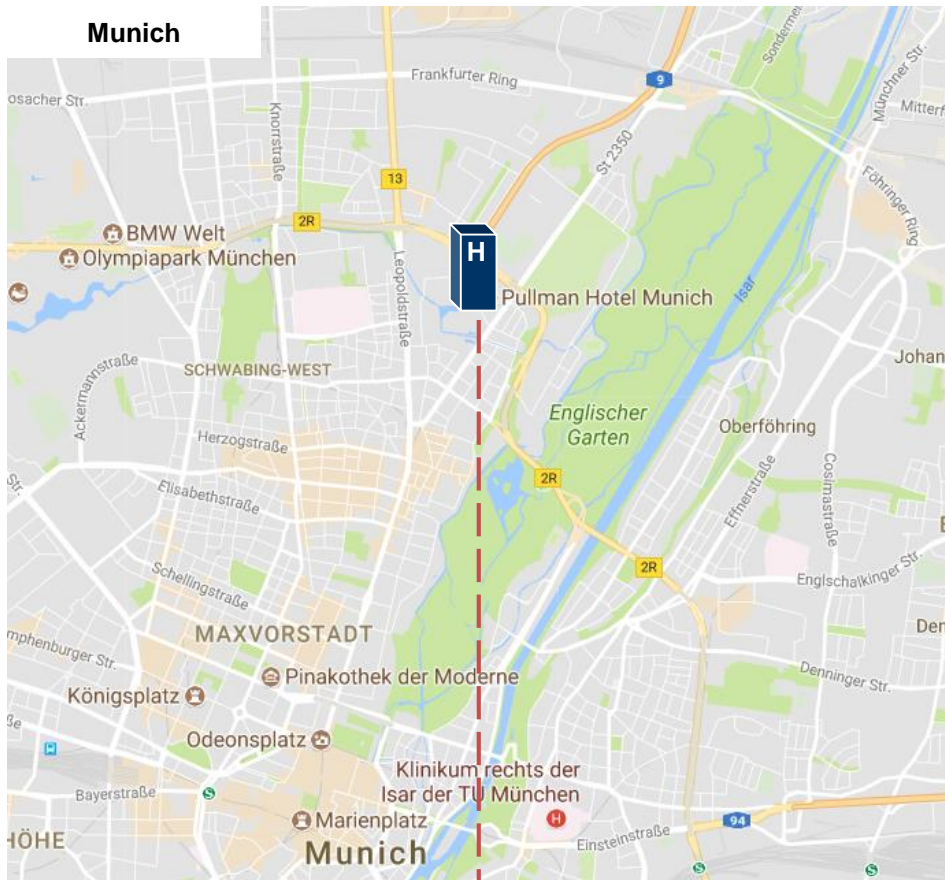 Munich
Frankfurter Ring
9
Sondermei
Münchner Str.
osacher Str.
Knorrstraße
St 2350
Mitterf
13
Föhringer Ring
2R
BMW Welt
Olympiapark München
H
Leopoldstraße
Isar
Pullman Hotel Munich
Johan
SCHWABING-WEST
Ackermannstraße
Englischer
Garten
Oberföhring
Herzogstraße
Cosimastraße
Effnerstraße
2R
Elisabethstraße
Str.
2R
Englschalkinger Str.
Schellingstraße
MAXVORSTADT
Den
mphenburger Str.
Pinakothek der Moderne
Denninger Str.
Königsplatz
Odeonsplatz
Klinikum rechts der
Isar der TU München
Bayerstraße
S
Marienplatz
H
94
Einsteinstraße
HÖHE
Munich
S
S